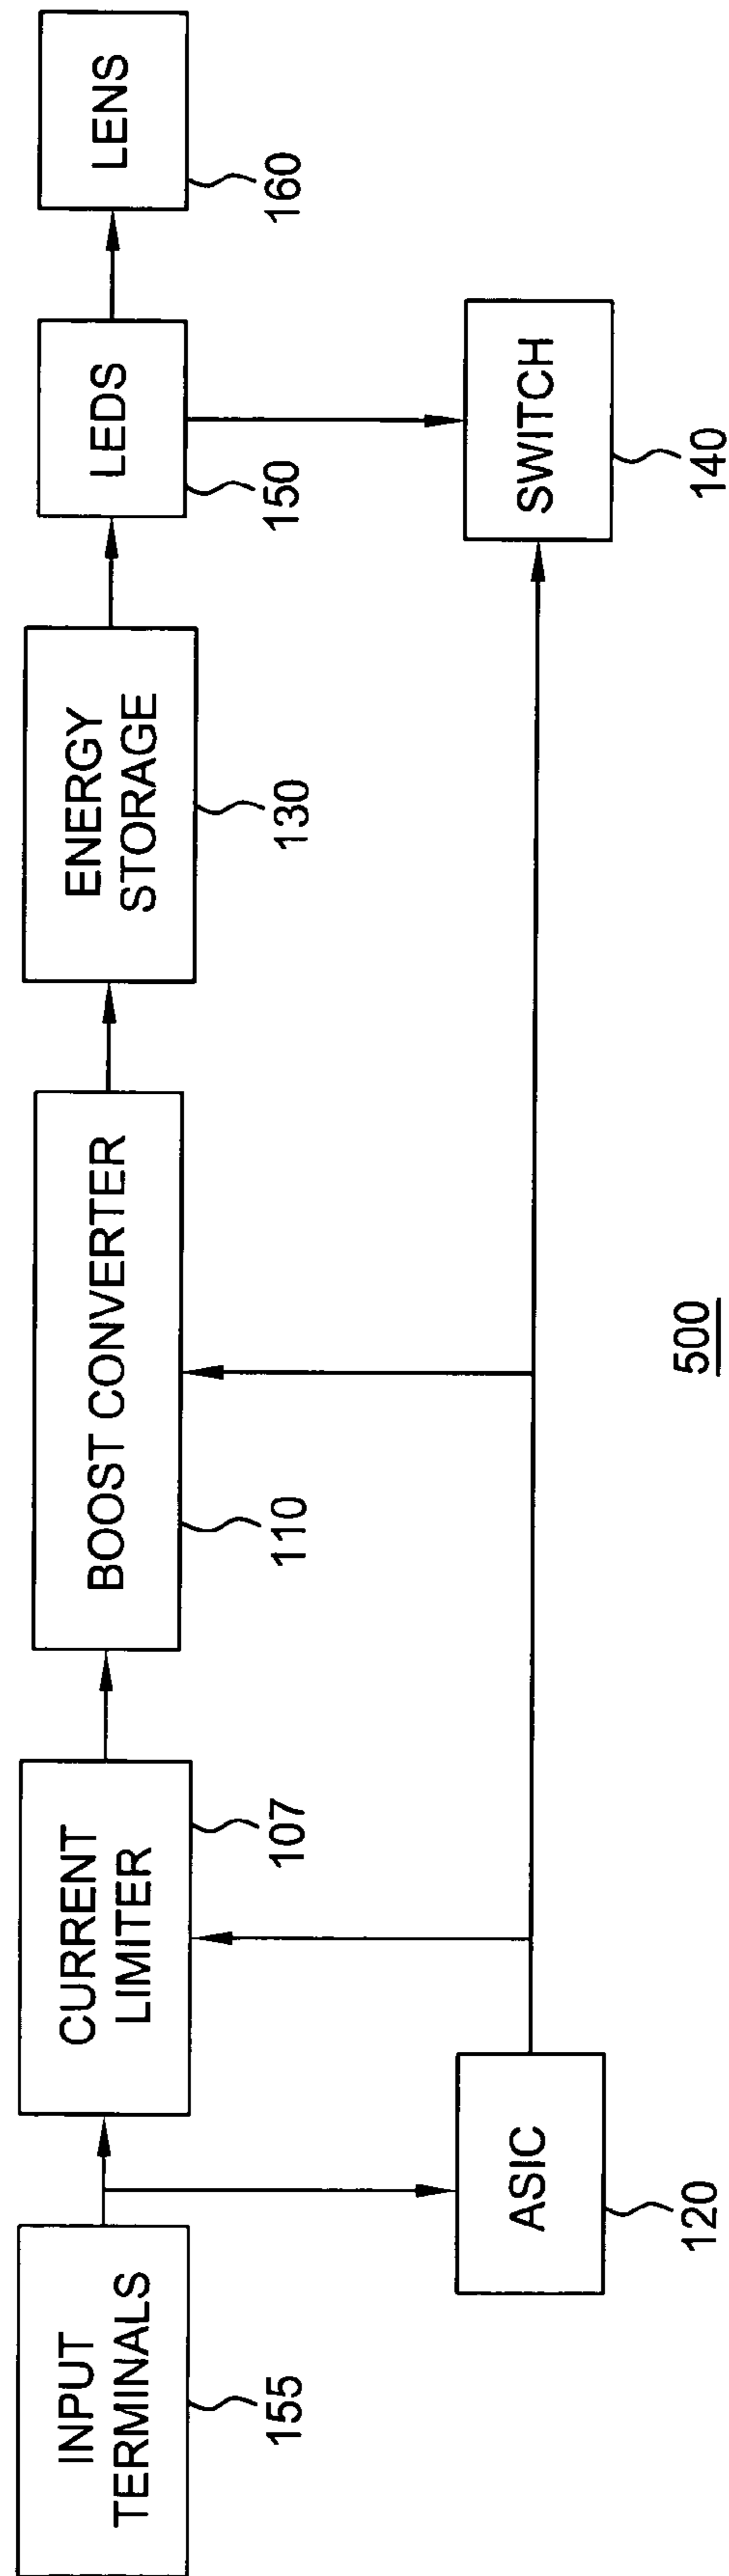 INPUT
TERMINALS
155
CURRENT
LIMITER
107
BOOST CONVERTER
110
ENERGY
STORAGE
130
LEDS
150
LENS
160
ASIC
120
SWITCH
140
500